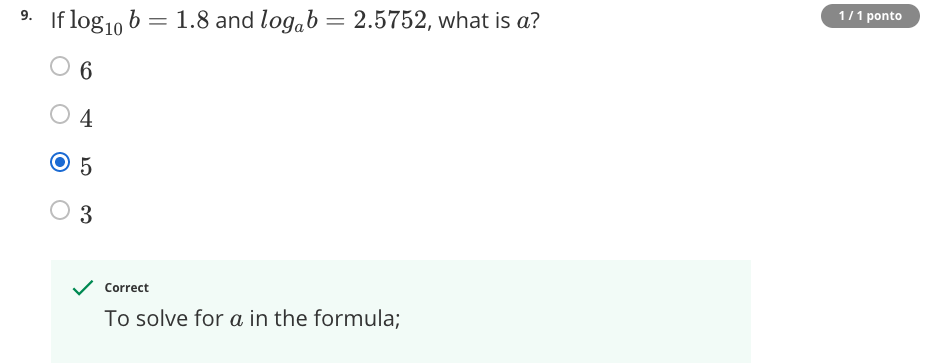 9. If log₁₀ b = 1.8 and logₐb = 2.5752, what is a?
1 / 1 ponto
6
4
5
3
Correct
To solve for a in the formula;